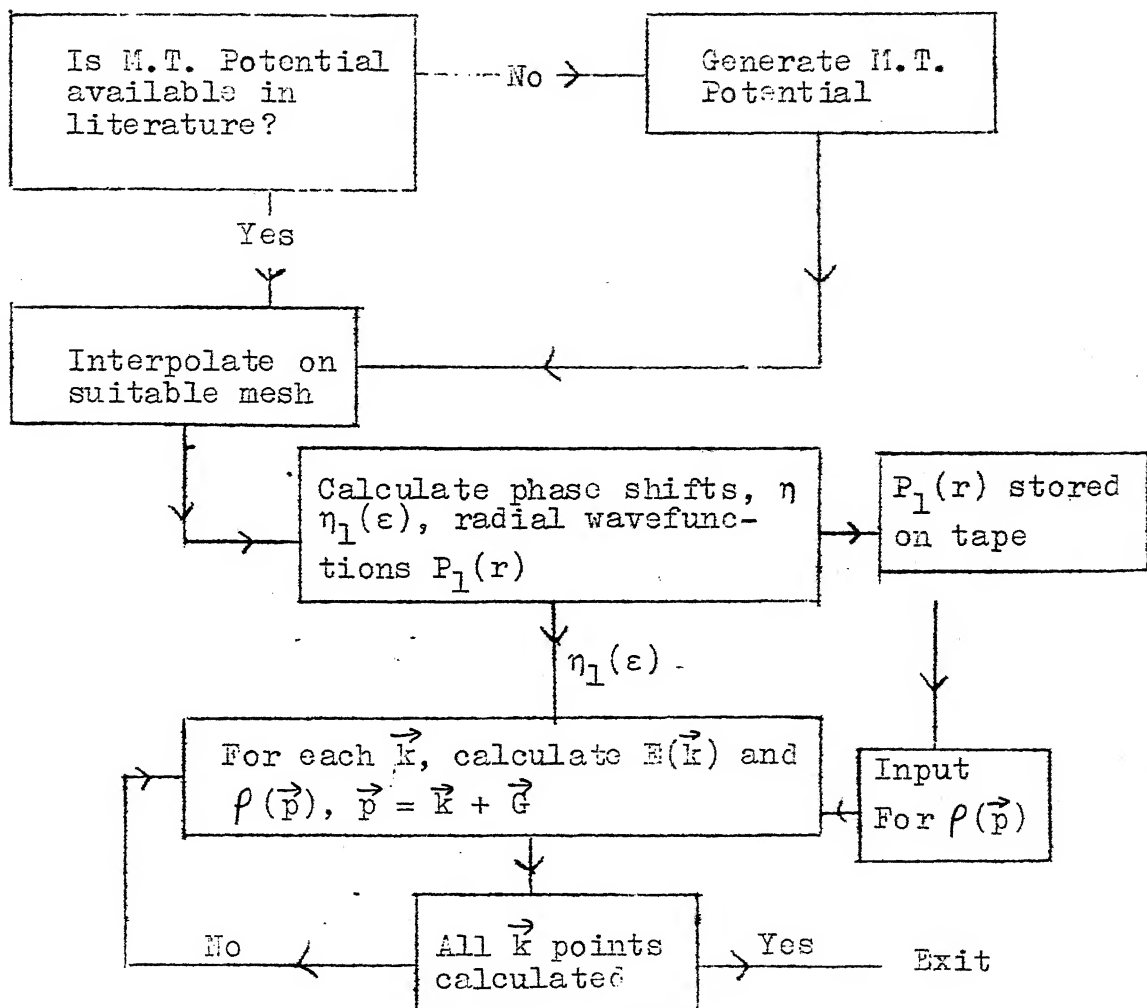 Is M.T. Potential
available in
literature?
No
Generate M.T.
Potential
Yes
Interpolate on
suitable mesh
Calculate phase shifts, η
η_l(ε), radial wavefunc-
tions P_l(r)
P_l(r) stored
on tape
η_l(ε)
For each k⃗, calculate E(k⃗) and
ρ(p⃗), p⃗ = k⃗ + G⃗
Input
For ρ(p⃗)
No
All k⃗ points
calculated
Yes
Exit